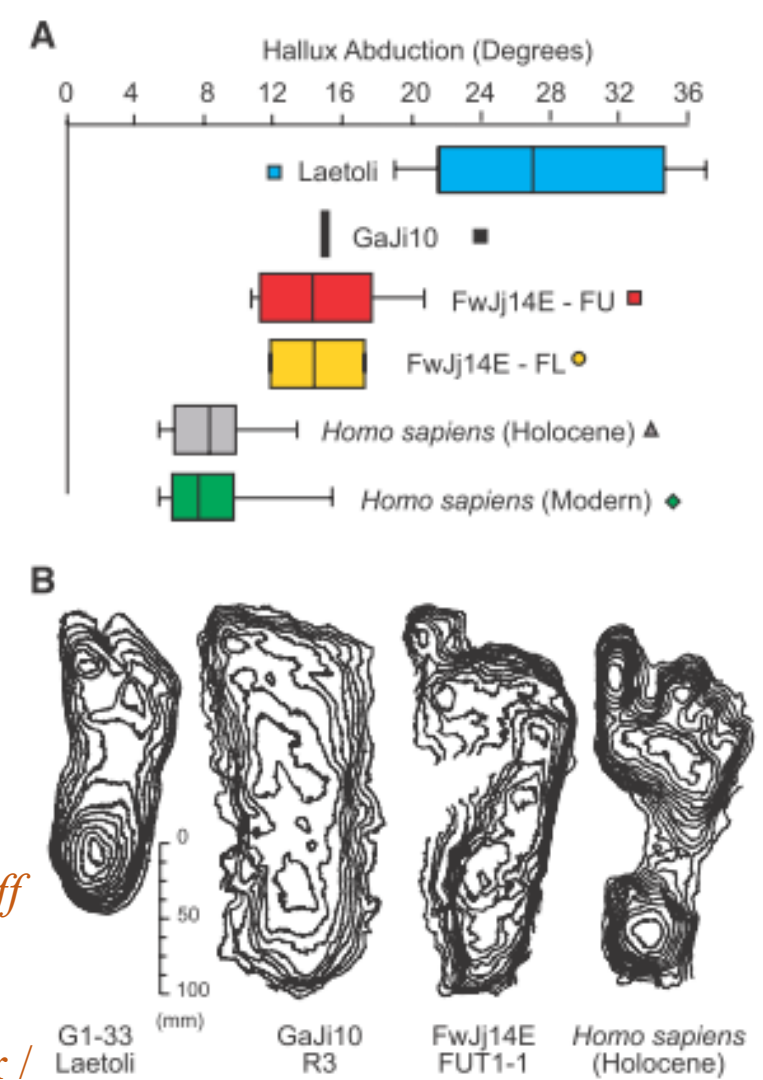 A
Hallux Abduction (Degrees)
0 4 8 12 16 20 24 28 32 36
Laetoli
GaJi10
FwJj14E - FU
FwJj14E - FL
Homo sapiens (Holocene)
Homo sapiens (Modern)
B
0
50
100
(mm)
ff
G1-33
Laetoli
GaJi10
R3
FwJj14E
FUT1-1
Homo sapiens
(Holocene)